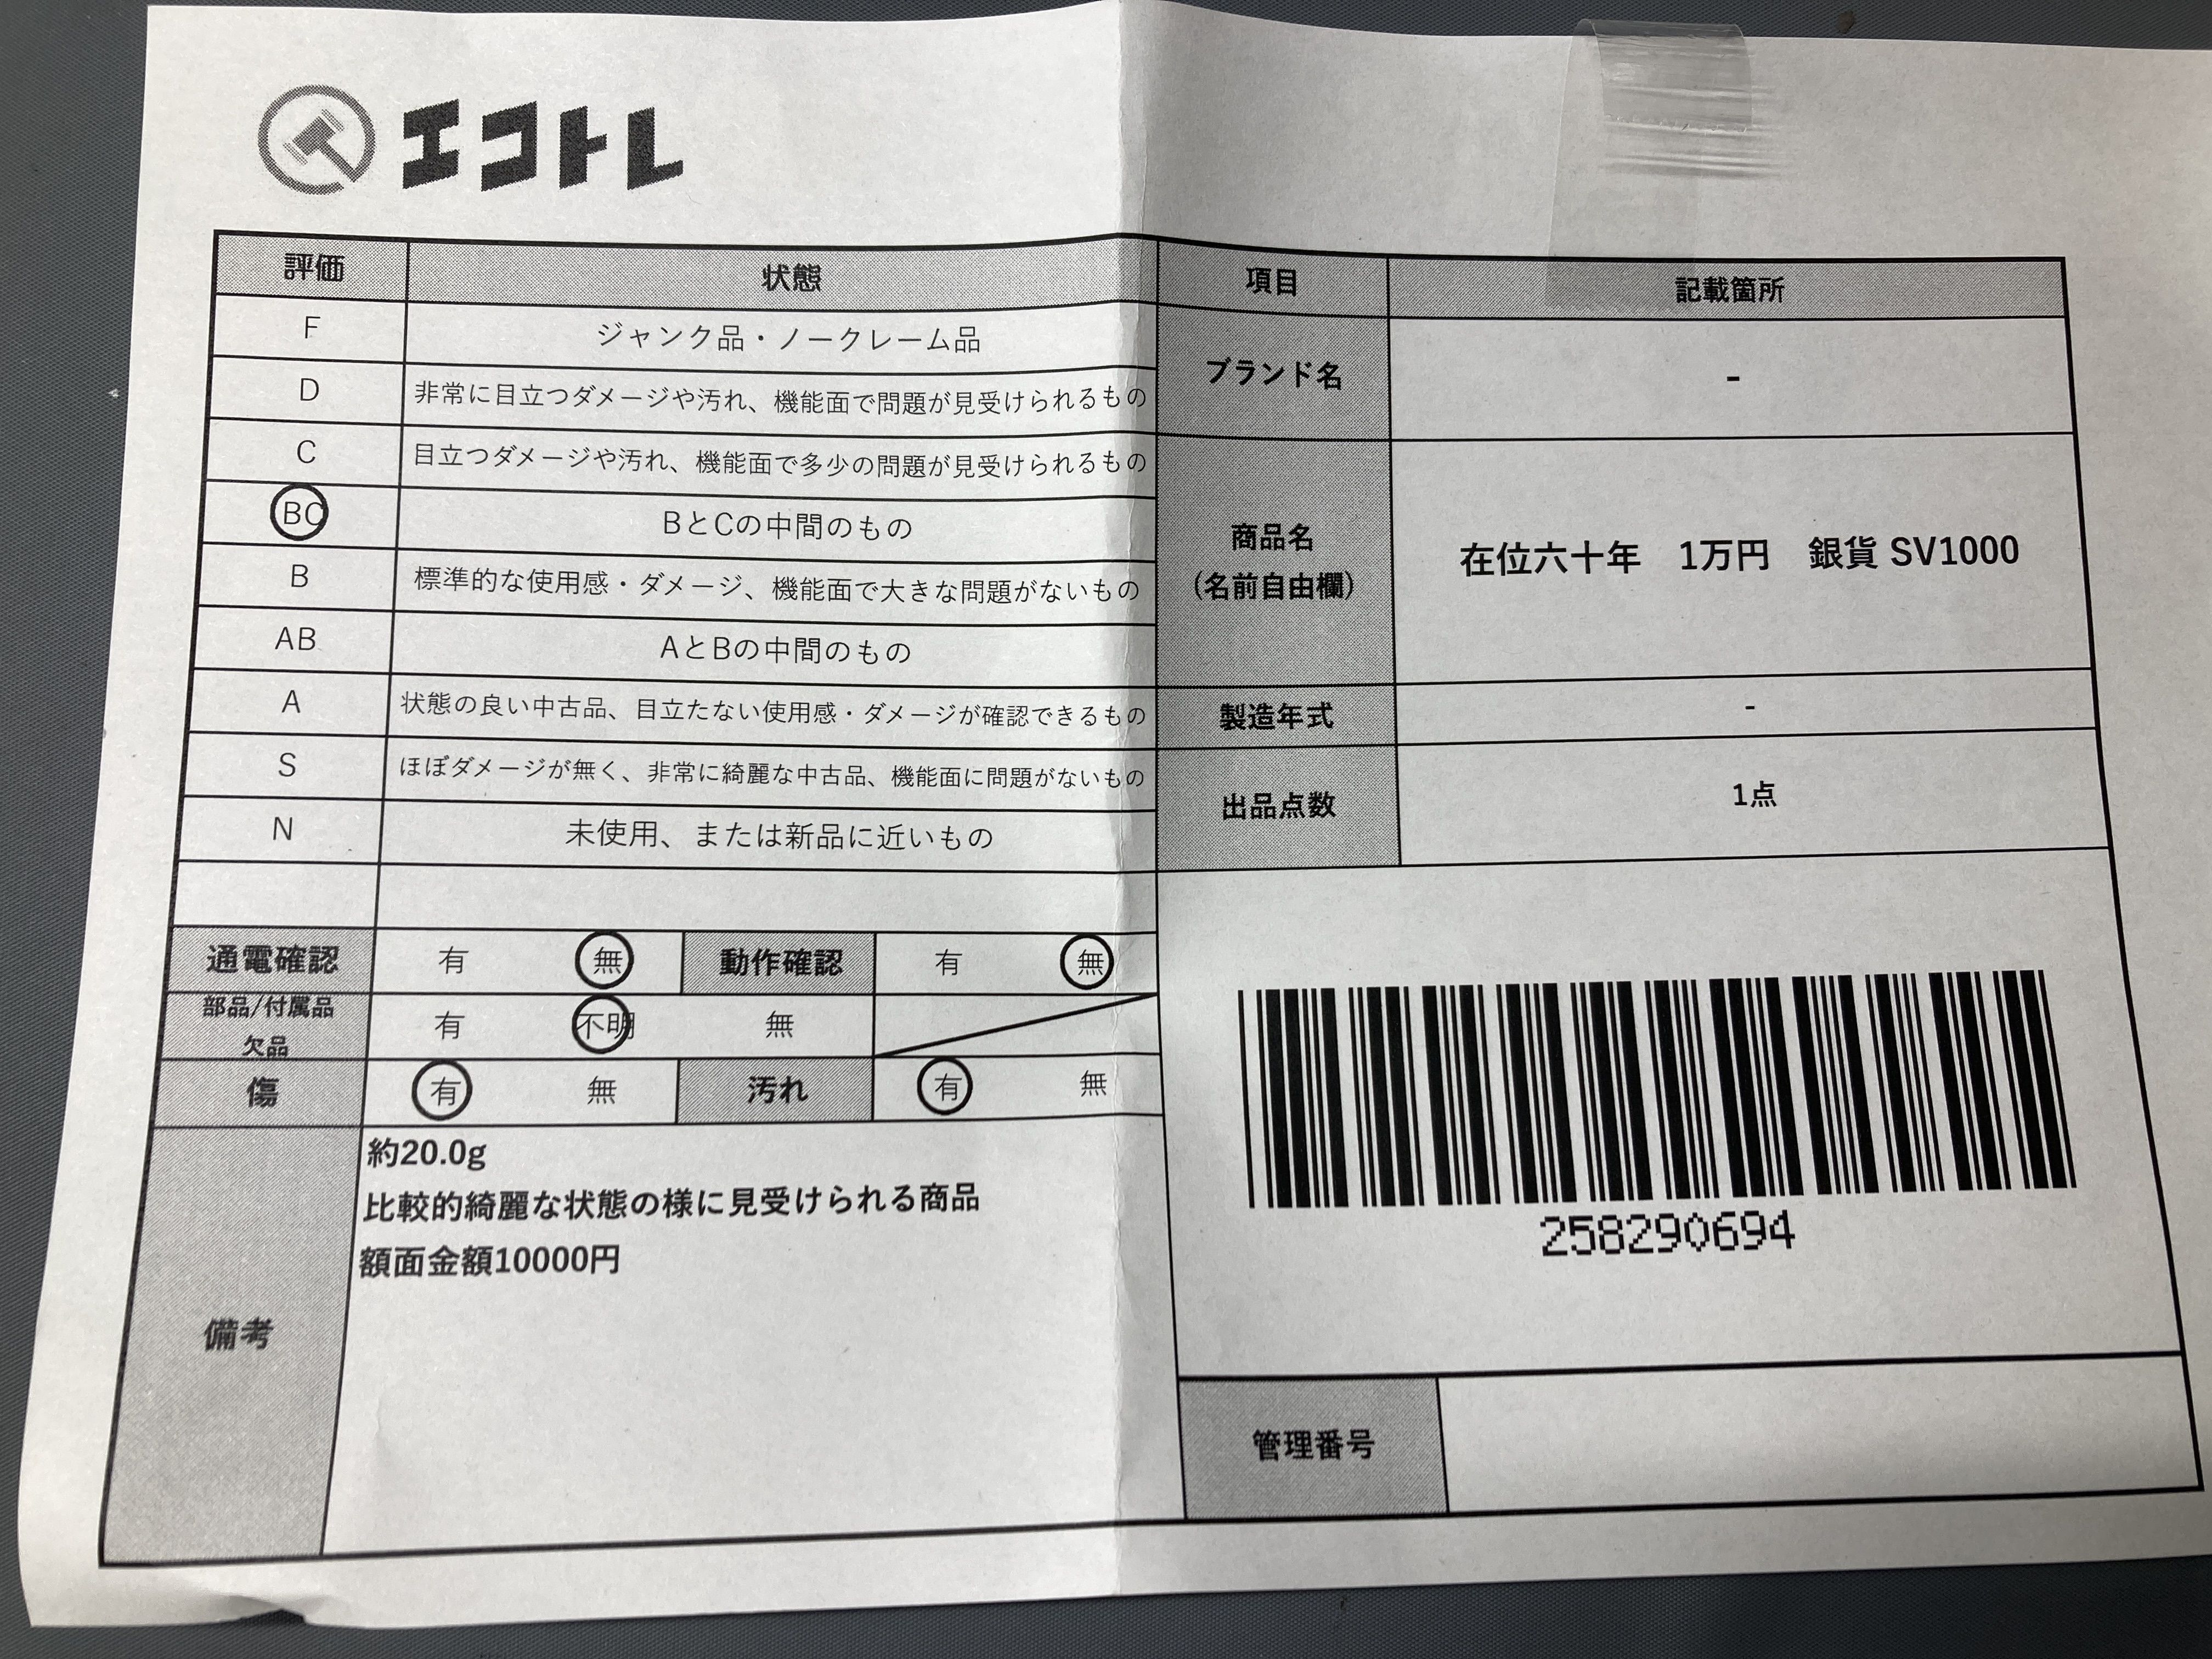 エコトレ
評価 状態
F ジャンク品・ノークレーム品
D 非常に目立つダメージや汚れ、機能面で問題が見受けられるもの
C 目立つダメージや汚れ、機能面で多少の問題が見受けられるもの
BC BとCの中間のもの
B 標準的な使用感・ダメージ、機能面で大きな問題がないもの
AB AとBの中間のもの
A 状態の良い中古品、目立たない使用感・ダメージが確認できるもの
S ほぼダメージが無く、非常に綺麗な中古品、機能面に問題がないもの
N 未使用、または新品に近いもの
通電確認 有 無 動作確認 有 無
部品/付属品
欠品 有 不明 無
傷 有 無 汚れ 有 無
備考
約20.0g
比較的綺麗な状態の様に見受けられる商品
額面金額10000円
項目 記載箇所
ブランド名 -
商品名
(名前自由欄) 在位六十年 1万円 銀貨 SV1000
製造年式 -
出品点数 1点
258290694
管理番号